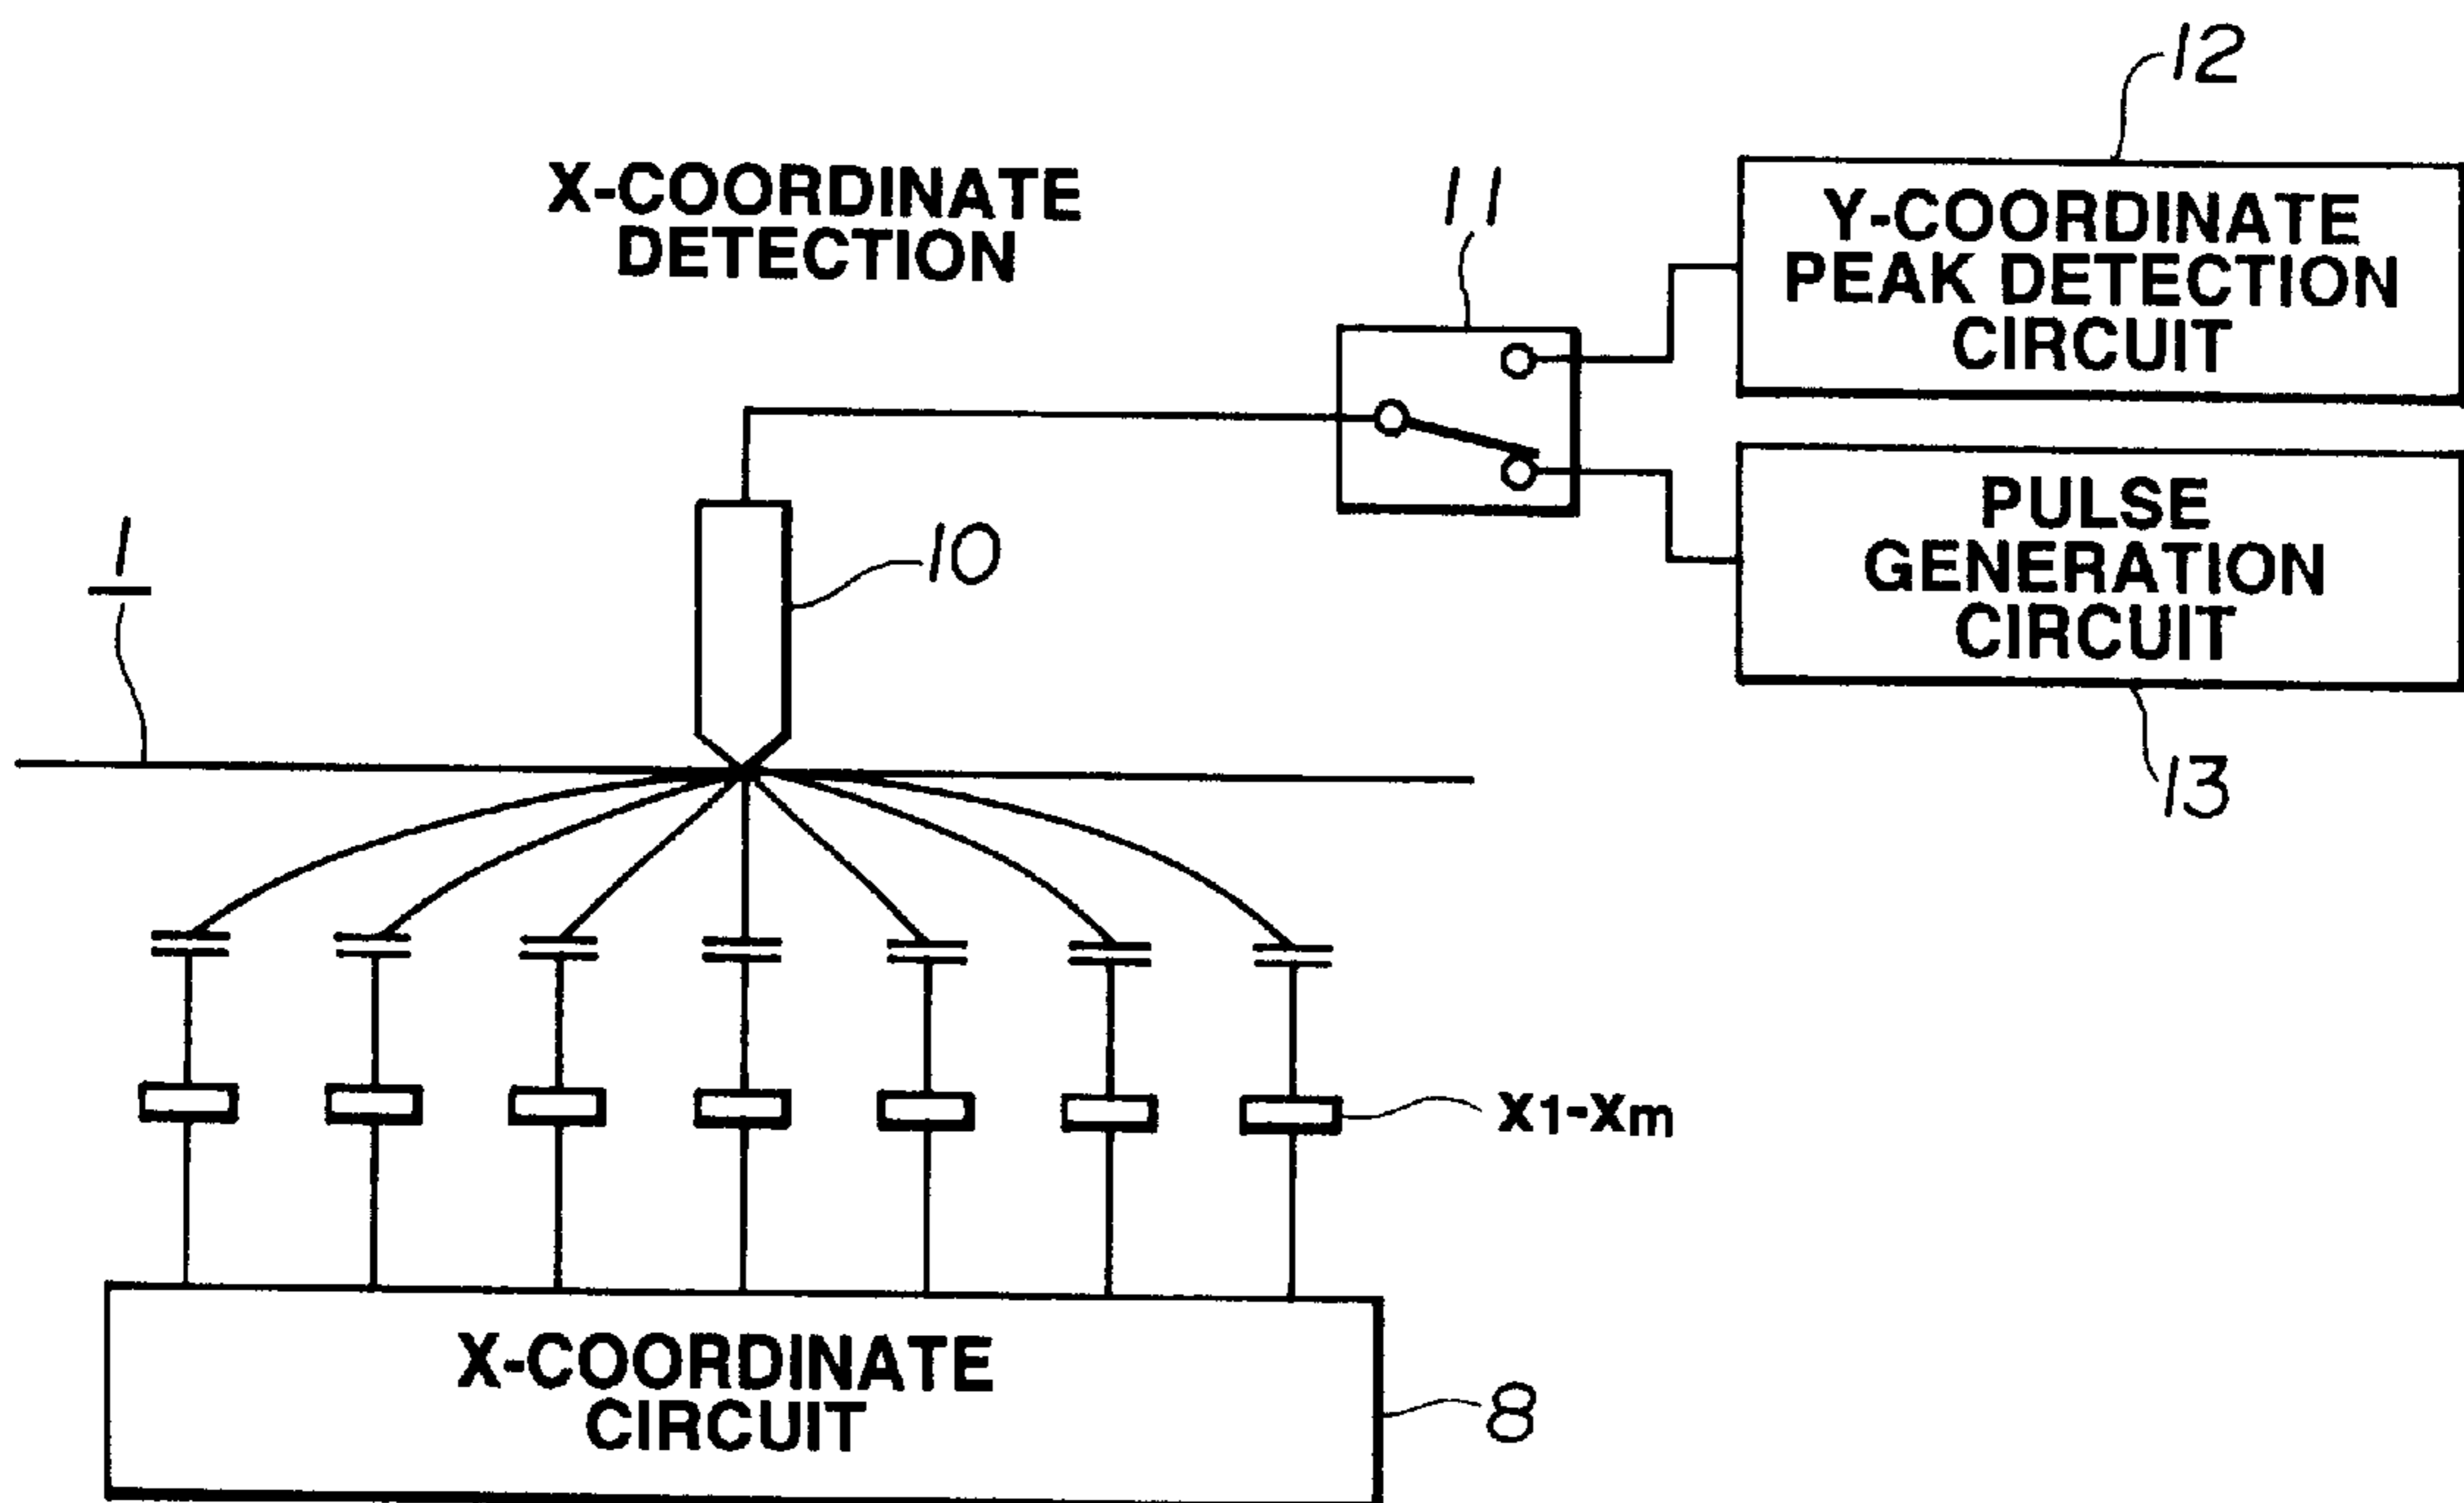 12
X-COORDINATE
DETECTION
11
Y-COORDINATE
PEAK DETECTION
CIRCUIT
1
10
PULSE
GENERATION
CIRCUIT
13
X1-Xm
X-COORDINATE
CIRCUIT
8